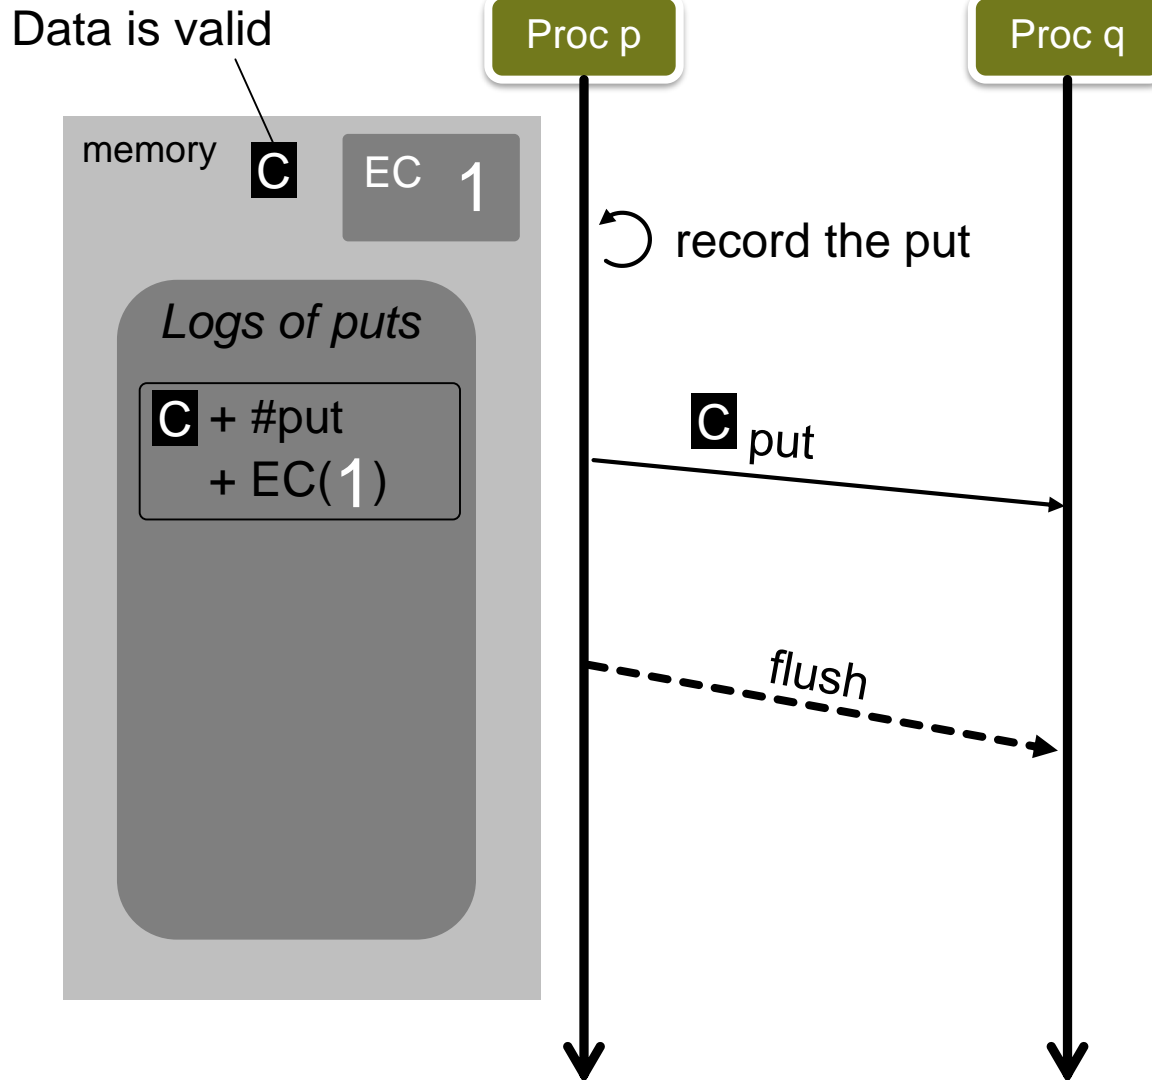 Data is valid
Proc p
Proc q
memory
C
EC 1
record the put
Logs of puts
C + #put
+ EC(1)
C put
flush